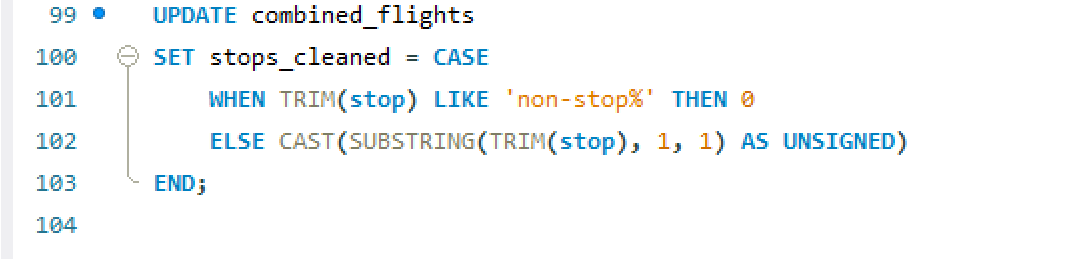 99 UPDATE combined_flights
100 SET stops_cleaned = CASE
101 WHEN TRIM(stop) LIKE 'non-stop%' THEN 0
102 ELSE CAST(SUBSTRING(TRIM(stop), 1, 1) AS UNSIGNED)
103 END;
104